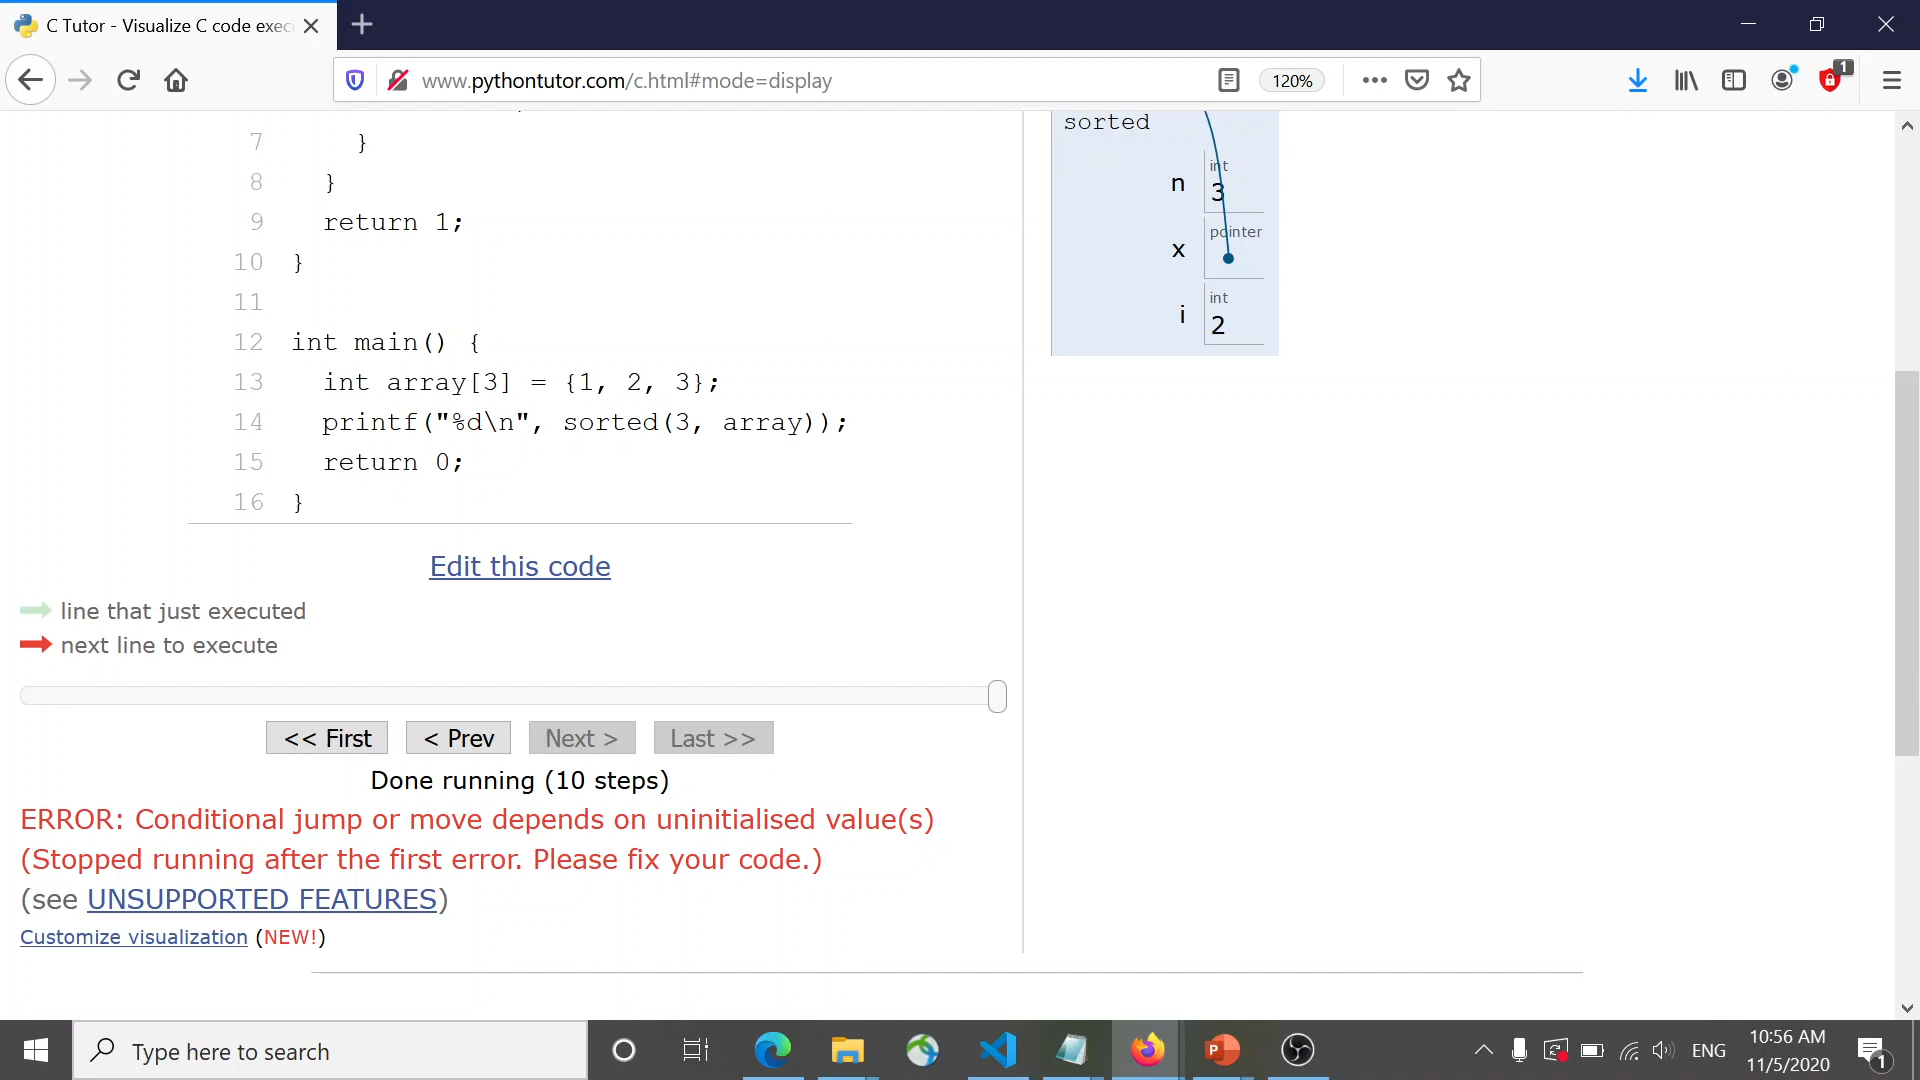 C Tutor - Visualize C code exec
www.pythontutor.com/c.html#mode=display
120%
1
7 }
8 }
9 return 1;
10 }
11
12 int main() {
13 int array[3] = {1, 2, 3};
14 printf("%d\n", sorted(3, array));
15 return 0;
16 }
Edit this code
line that just executed
next line to execute
<< First
< Prev
Next >
Last >>
Done running (10 steps)
ERROR: Conditional jump or move depends on uninitialised value(s)
(Stopped running after the first error. Please fix your code.)
(see UNSUPPORTED FEATURES)
Customize visualization (NEW!)
sorted
int
n 3
pointer
x
int
i 2
Type here to search
P
ENG
10:56 AM
11/5/2020
1